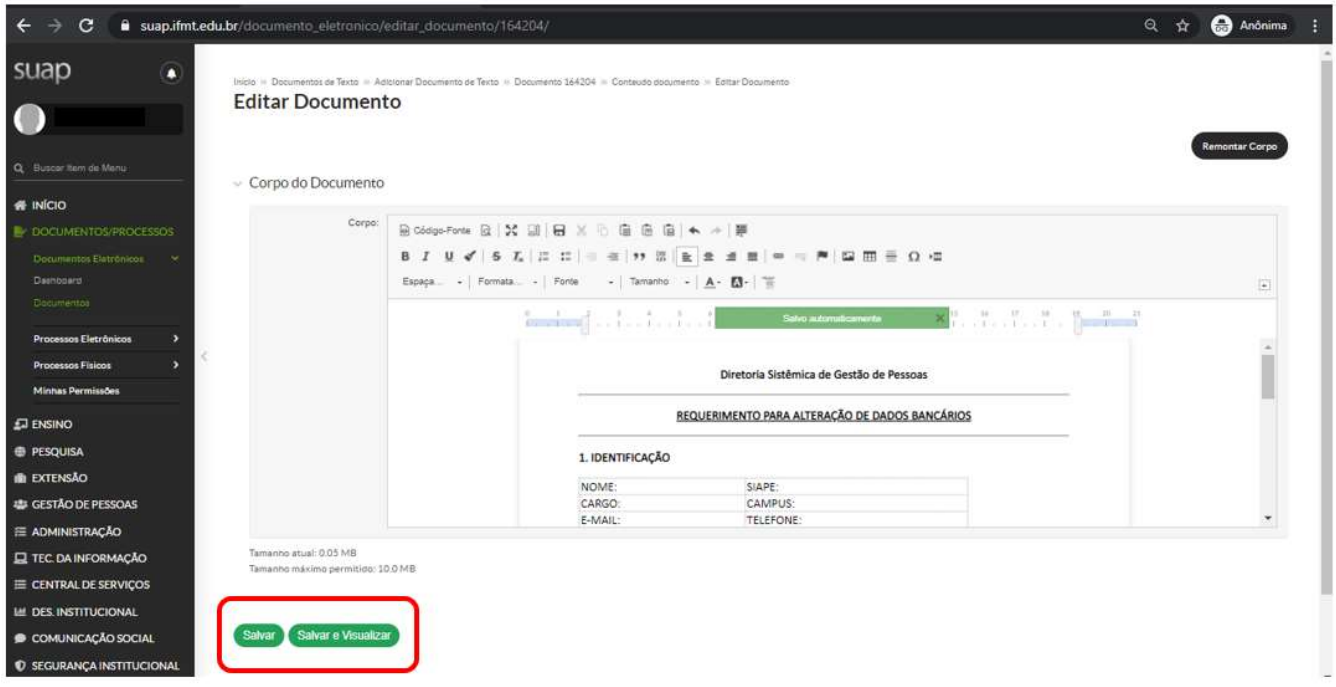 suap.ifmt.edu.br/documento_eletronico/editar_documento/164204/
Anônima
suap
Buscar Item de Menu
INÍCIO
DOCUMENTOS/PROCESSOS
Documentos Eletrônicos
Dashboard
Documentos
Processos Eletrônicos
Processos Físicos
Minhas Permissões
ENSINO
PESQUISA
EXTENSÃO
GESTÃO DE PESSOAS
ADMINISTRAÇÃO
TEC. DA INFORMAÇÃO
CENTRAL DE SERVIÇOS
DES. INSTITUCIONAL
COMUNICAÇÃO SOCIAL
SEGURANÇA INSTITUCIONAL
Início » Documentos de Texto » Adicionar Documento de Texto » Documento 164204 » Conteudo documento » Editar Documento
Editar Documento
Remontar Corpo
Corpo do Documento
Corpo:
Código-Fonte
B I U S
Espaça... Formata... Fonte Tamanho A A
Salvo automaticamente
Diretoria Sistêmica de Gestão de Pessoas
REQUERIMENTO PARA ALTERAÇÃO DE DADOS BANCÁRIOS
1. IDENTIFICAÇÃO
NOME: SIAPE:
CARGO: CAMPUS:
E-MAIL: TELEFONE:
Tamanho atual: 0.05 MB
Tamanho máximo permitido: 10.0 MB
Salvar Salvar e Visualizar